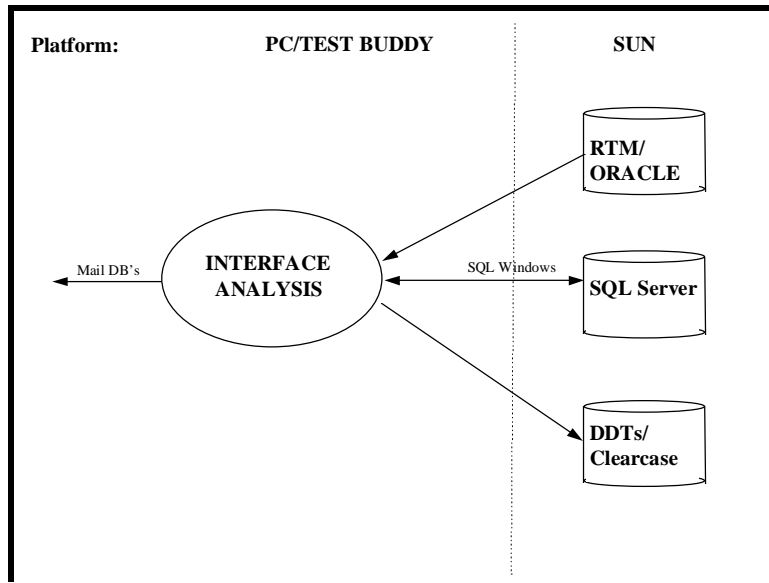 Platform: PC/TEST BUDDY SUN
RTM/
ORACLE
Mail DB's
INTERFACE
ANALYSIS
SQL Windows
SQL Server
DDTs/
Clearcase